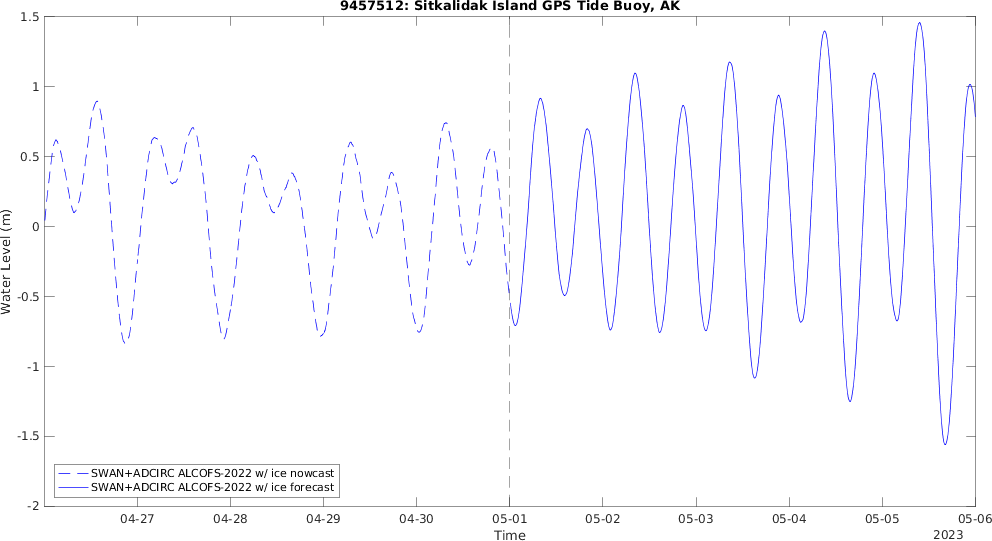 9457512: Sitkalidak Island GPS Tide Buoy, AK
1.5
1
0.5
0
-0.5
-1
-1.5
-2
Water Level (m)
SWAN+ADCIRC ALCOFS-2022 w/ ice nowcast
SWAN+ADCIRC ALCOFS-2022 w/ ice forecast
04-27 04-28 04-29 04-30 05-01 05-02 05-03 05-04 05-05 05-06
Time
2023